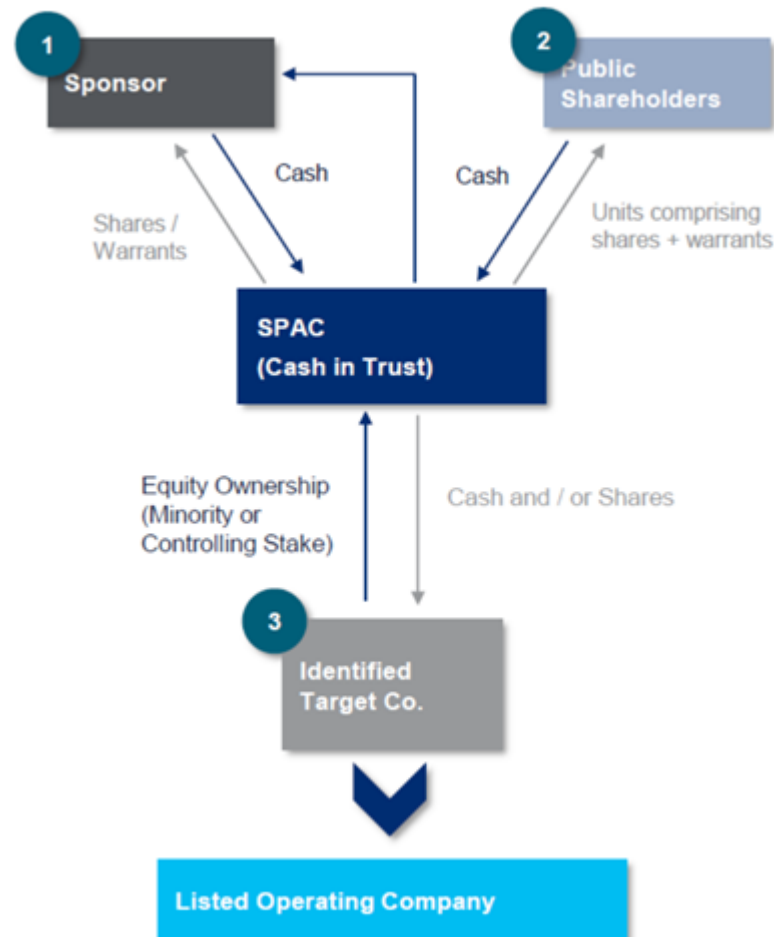 1
Sponsor
2
Public
Shareholders
Cash
Cash
Shares /
Warrants
Units comprising
shares + warrants
SPAC
(Cash in Trust)
Equity Ownership
(Minority or
Controlling Stake)
Cash and / or Shares
3
Identified
Target Co.
Listed Operating Company